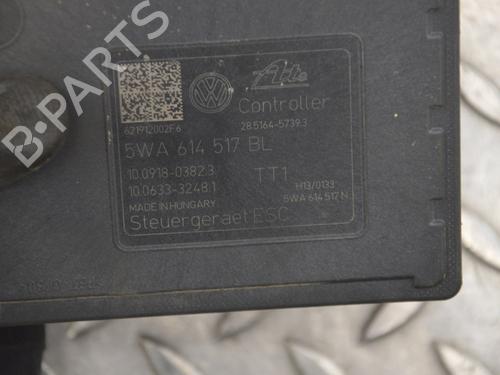 B-PARTS
Ate
Controller
621912002F6
28.5164-5739.3
5WA 614 517 BL
10.0918-0382.3
TT1
10.0633-3248.1
H13/0133
MADE IN HUNGARY
5WA 614 517 N
Steuergeraet ESC